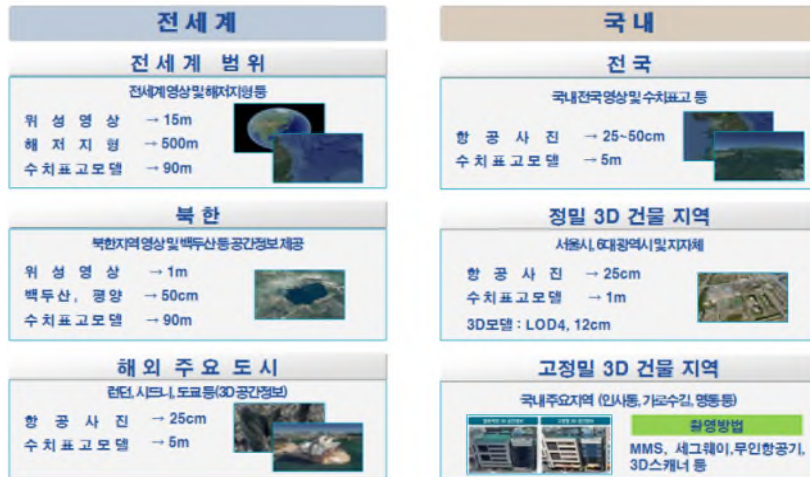 전세계
전세계 범위
전세계영상및해저지형등
위성영상 → 15m
해저지형 → 500m
수치표고모델 → 90m
북한
북한지역영상및백두산등공간정보제공
위성영상 → 1m
백두산, 평양 → 50cm
수치표고모델 → 90m
해외 주요 도시
런던, 시드니, 도쿄등(3D공간정보)
항공사진 → 25cm
수치표고모델 → 5m
국내
전국
국내전국영상및수치표고 등
항공사진 → 25~50cm
수치표고모델 → 5m
정밀 3D 건물 지역
서울시, 6대광역시및지자체
항공사진 → 25cm
수치표고모델 → 1m
3D모델 : LOD4, 12cm
고정밀 3D 건물 지역
국내주요지역 (인사동, 가로수길, 명동등)
촬영방법
MMS, 세그웨이,무인항공기,
3D스캐너 등